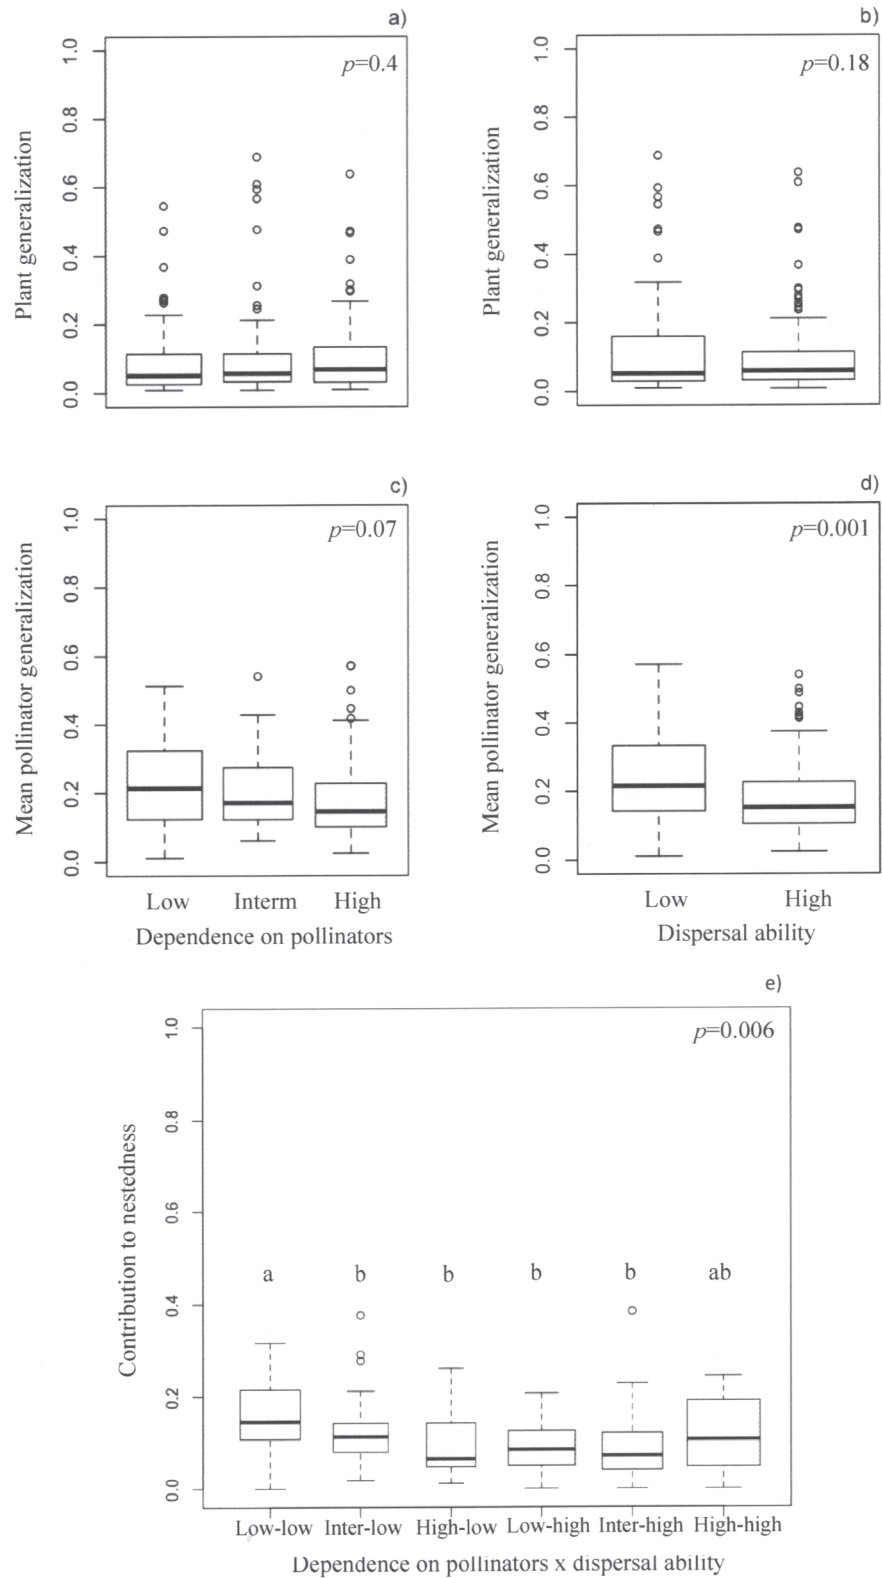 a)
p=0.4
Plant generalization
1.0
0.8
0.6
0.4
0.2
0.0
b)
p=0.18
Plant generalization
1.0
0.8
0.6
0.4
0.2
0.0
c)
p=0.07
Mean pollinator generalization
1.0
0.8
0.6
0.4
0.2
0.0
Low Interm High
Dependence on pollinators
d)
p=0.001
Mean pollinator generalization
1.0
0.8
0.6
0.4
0.2
0.0
Low High
Dispersal ability
e)
p=0.006
Contribution to nestedness
1.0
0.8
0.6
0.4
0.2
0.0
a b b b b ab
Low-low Inter-low High-low Low-high Inter-high High-high
Dependence on pollinators x dispersal ability